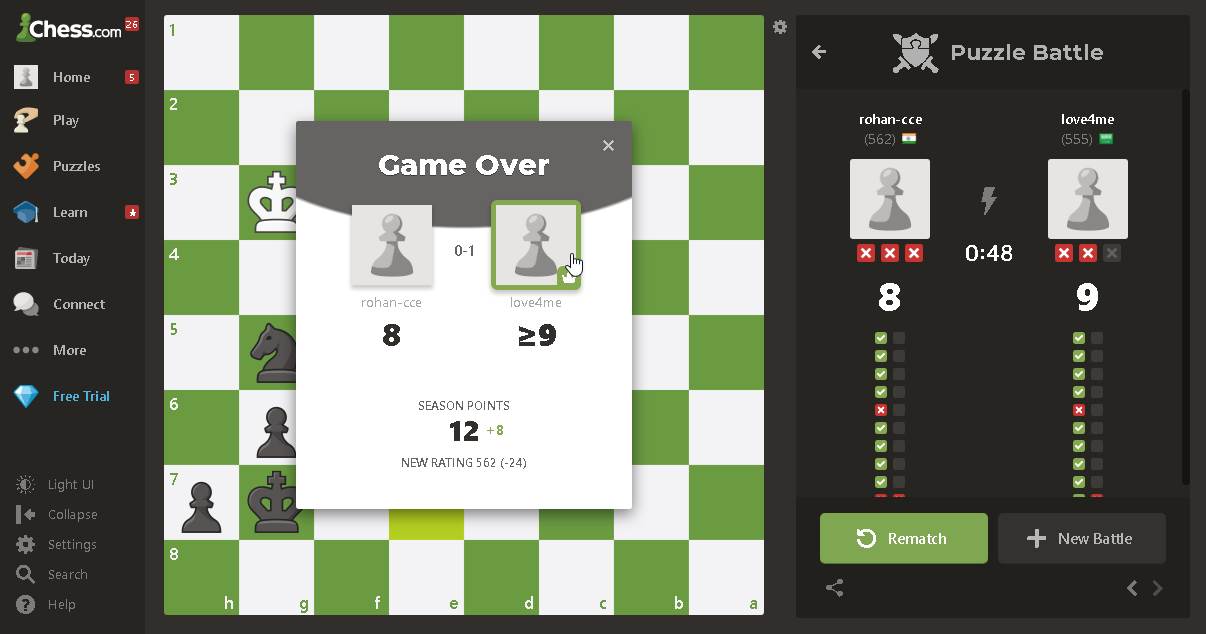 Chess.com 26
Home 5
Play
Puzzles
Learn
Today
Connect
More
Free Trial
Light UI
Collapse
Settings
Search
Help
1
2
3
4
5
6
7
8
h g f e d c b a
Game Over
0-1
rohan-cce love4me
8 ≥9
SEASON POINTS
12 +8
NEW RATING 562 (-24)
Puzzle Battle
rohan-cce love4me
(562) (555)
0:48
8 9
Rematch New Battle